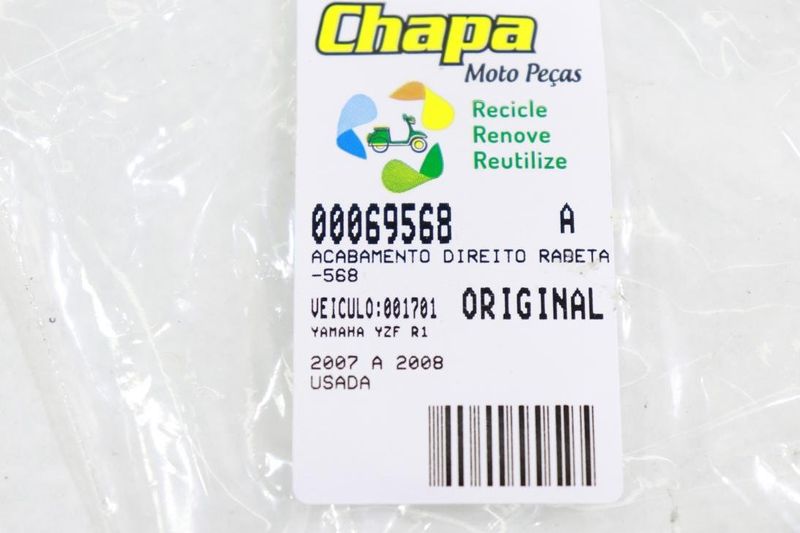 Chapa
Moto Peças
Recicle
Renove
Reutilize
00069568 A
ACABAMENTO DIREITO RABETA
-568
VEICULO:001701 ORIGINAL
YAMAHA YZF R1
2007 A 2008
USADA